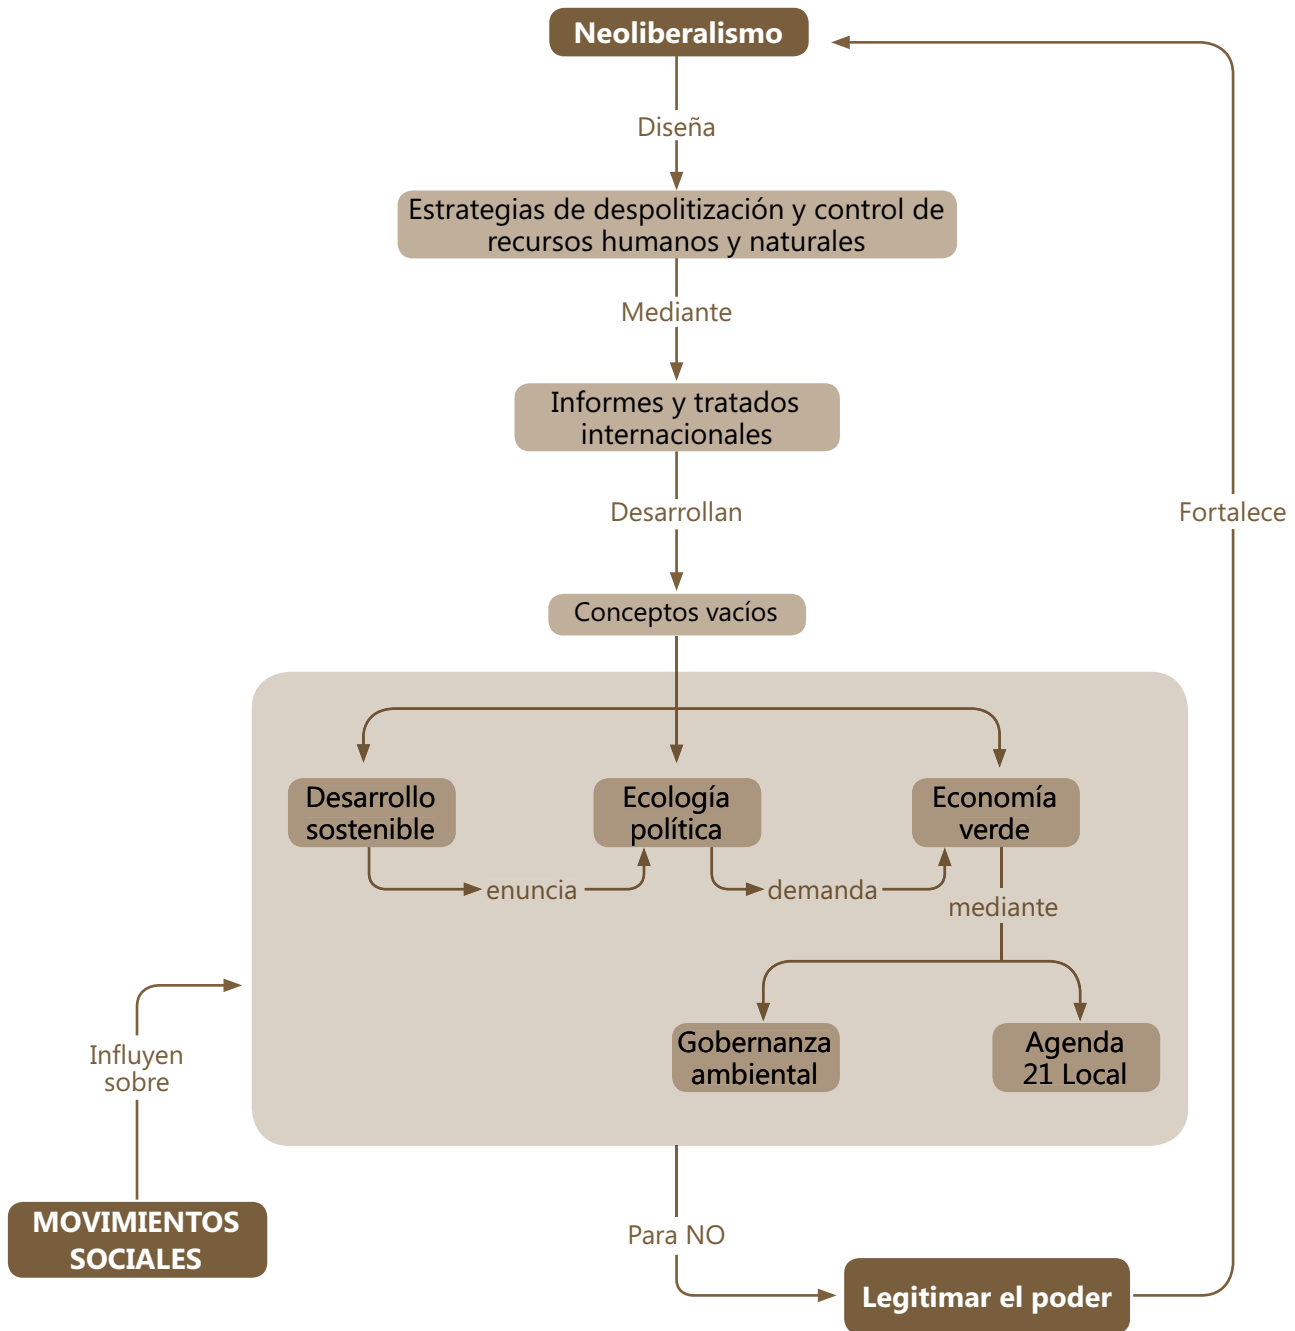 Neoliberalismo
Diseña
Estrategias de despolitización y control de
recursos humanos y naturales
Mediante
Informes y tratados
internacionales
Desarrollan
Fortalece
Conceptos vacíos
Desarrollo
sostenible
Ecología
política
Economía
verde
enuncia
demanda
mediante
Gobernanza
ambiental
Agenda
21 Local
Influyen
sobre
MOVIMIENTOS
SOCIALES
Para NO
Legitimar el poder